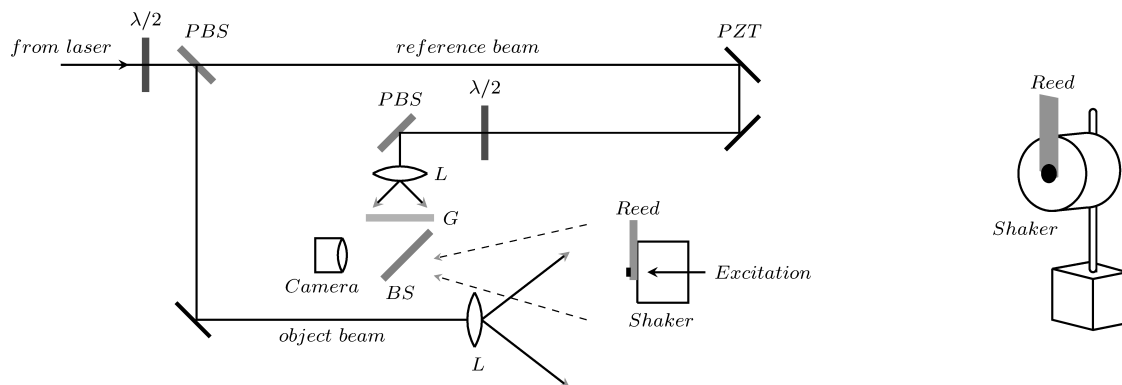 λ/2
PBS
from laser
reference beam
PZT
PBS
λ/2
L
G
Camera
BS
object beam
L
Reed
Excitation
Shaker
Reed
Shaker